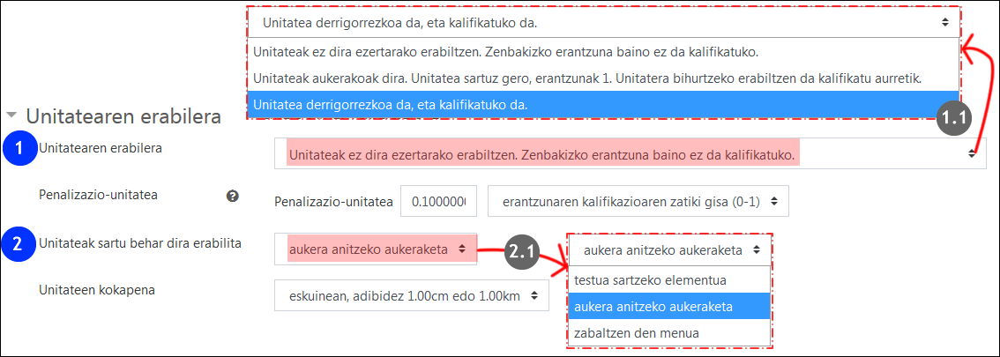 Unitatea derrigorrezkoa da, eta kalifikatuko da.
Unitateak ez dira ezertarako erabiltzen. Zenbakizko erantzuna baino ez da kalifikatuko.
Unitateak aukerakoak dira. Unitatea sartuz gero, erantzunak 1. Unitatera bihurtzeko erabiltzen da kalifikatu aurretik.
Unitatea derrigorrezkoa da, eta kalifikatuko da.
1.1
Unitatearen erabilera
1 Unitatearen erabilera Unitateak ez dira ezertarako erabiltzen. Zenbakizko erantzuna baino ez da kalifikatuko.
Penalizazio-unitatea ? Penalizazio-unitatea 0.100000 erantzunaren kalifikazioaren zatiki gisa (0-1)
2 Unitateak sartu behar dira erabilita aukera anitzeko aukeraketa 2.1 aukera anitzeko aukeraketa
testua sartzeko elementua
Unitateen kokapena eskuinean, adibidez 1.00cm edo 1.00km aukera anitzeko aukeraketa
zabaltzen den menua